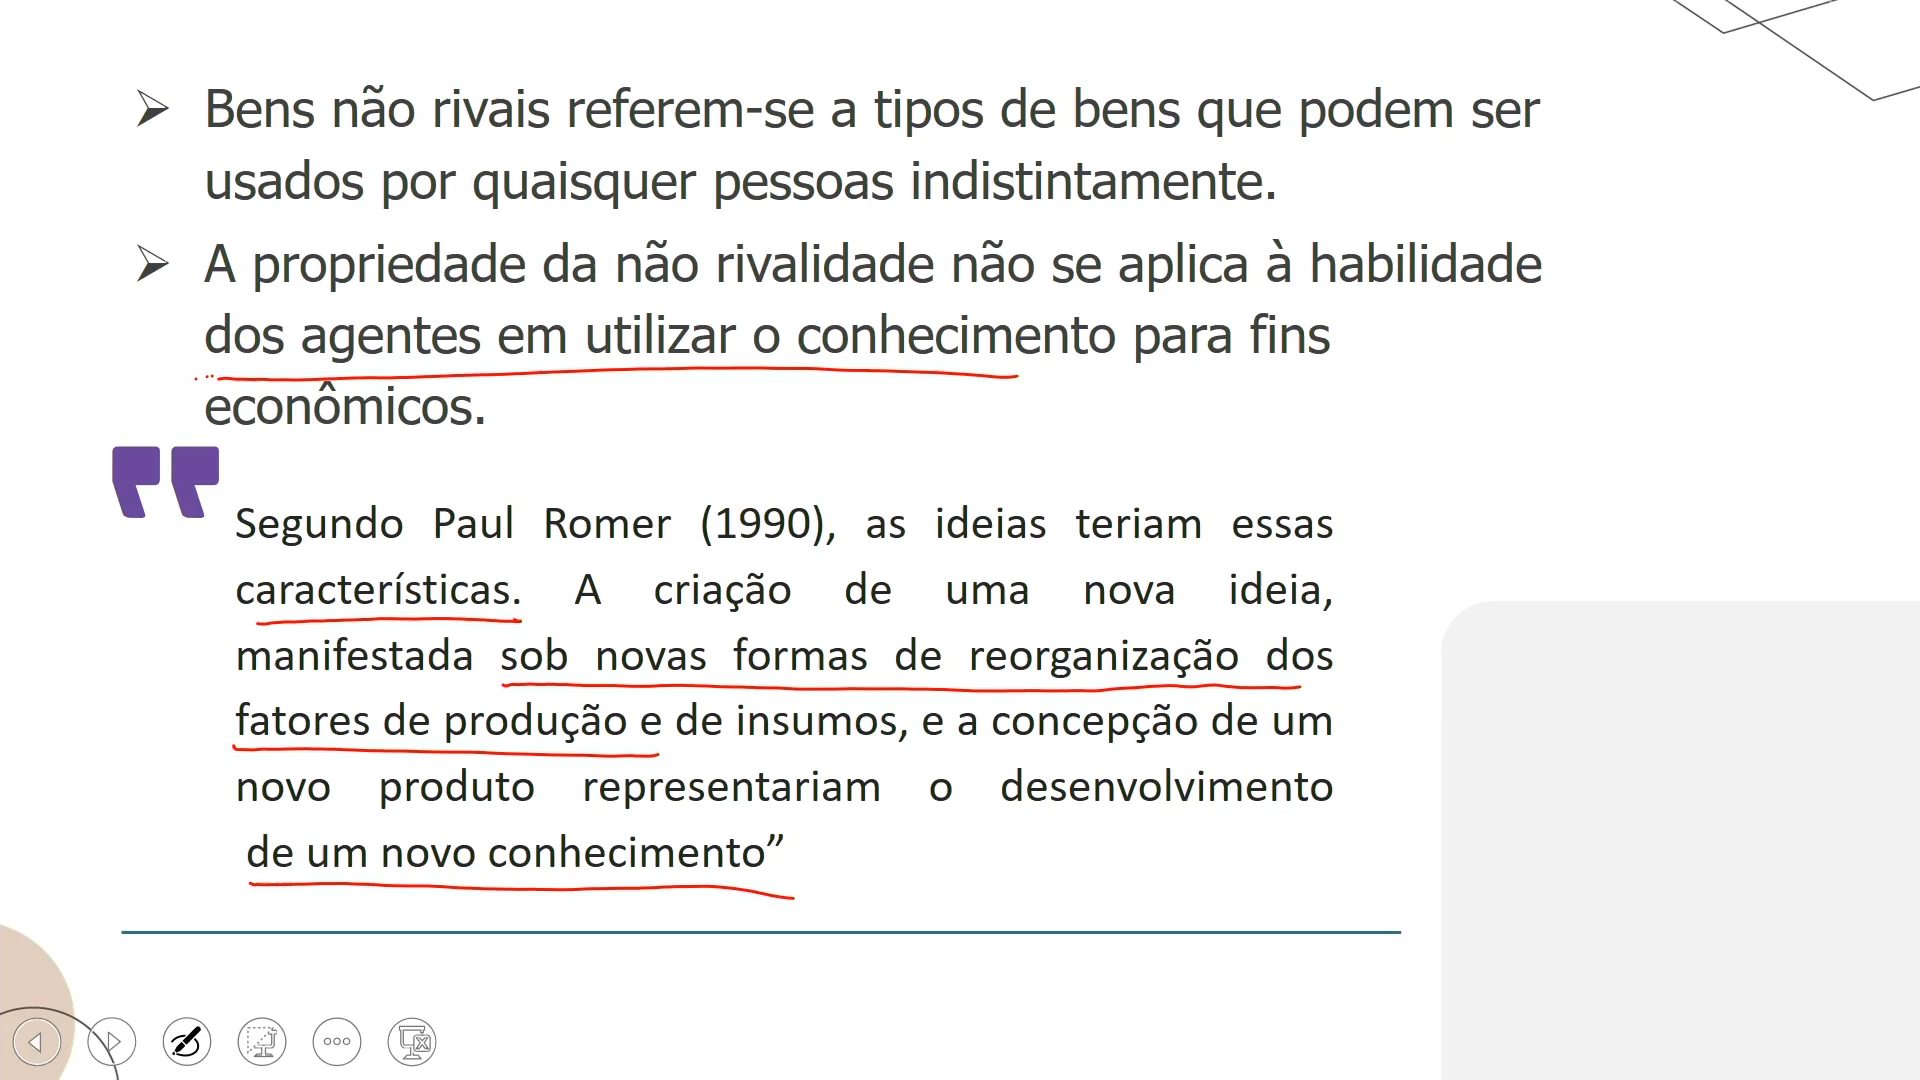 Bens não rivais referem-se a tipos de bens que podem ser
usados por quaisquer pessoas indistintamente.
A propriedade da não rivalidade não se aplica à habilidade
dos agentes em utilizar o conhecimento para fins
econômicos.
Segundo Paul Romer (1990), as ideias teriam essas
características. A criação de uma nova ideia,
manifestada sob novas formas de reorganização dos
fatores de produção e de insumos, e a concepção de um
novo produto representariam o desenvolvimento
de um novo conhecimento”